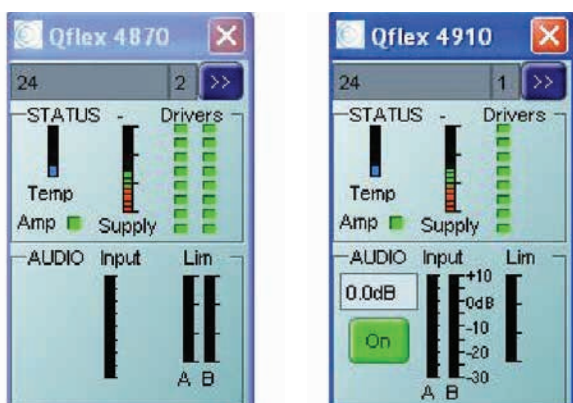 Qflex 4870
24 2 >>
STATUS - Drivers
Temp
Amp Supply
AUDIO Input Lim
A B
Qflex 4910
24 1 >>
STATUS - Drivers
Temp
Amp Supply
AUDIO Input Lim
+10
0.0dB
0dB
On
-10
-20
-30
A B